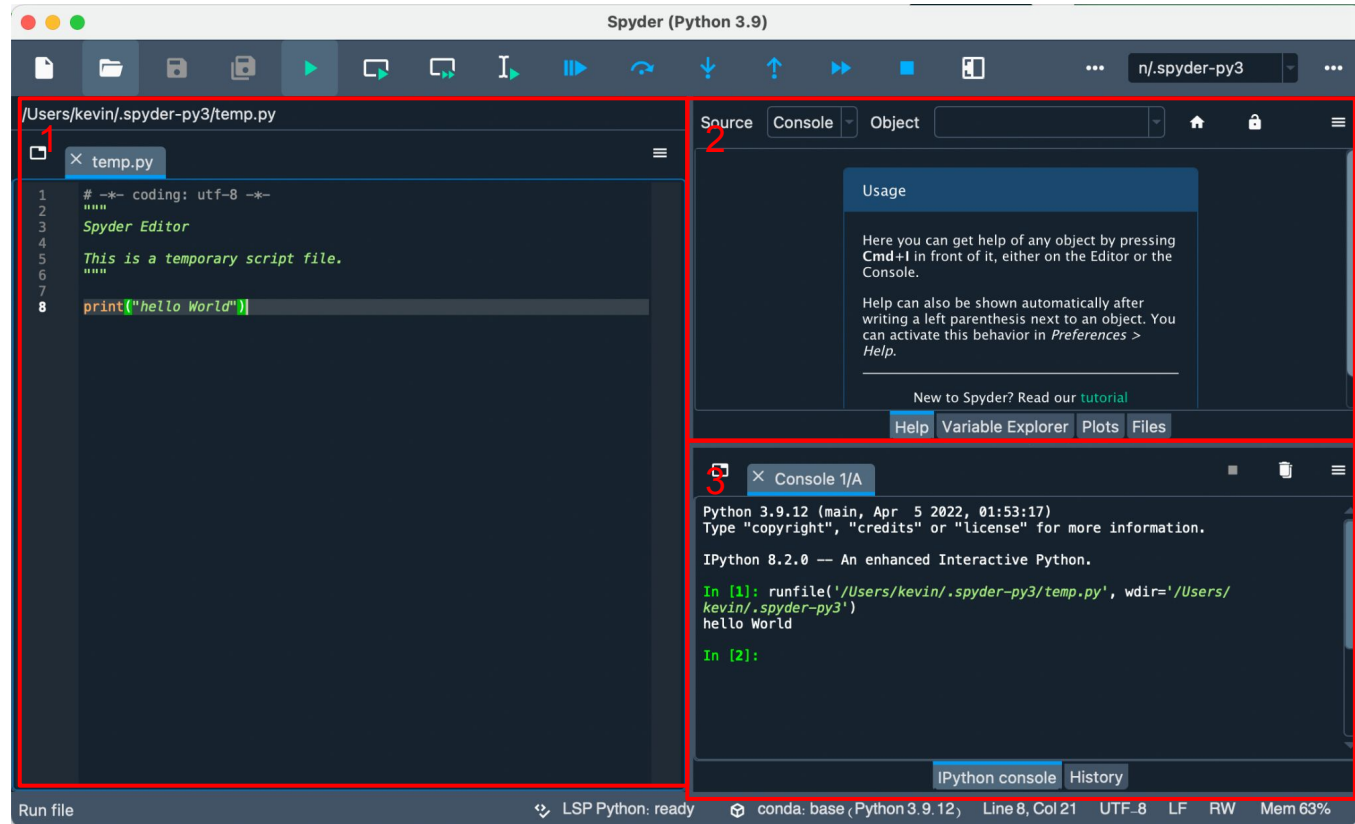 Spyder (Python 3.9)
n/.spyder-py3
/Users/kevin/.spyder-py3/temp.py
1
temp.py
1 # -*- coding: utf-8 -*-
2 """
3 Spyder Editor
4
5 This is a temporary script file.
6 """
7
8 print("hello World")
Source Console Object
2
Usage
Here you can get help of any object by pressing
Cmd+I in front of it, either on the Editor or the
Console.
Help can also be shown automatically after
writing a left parenthesis next to an object. You
can activate this behavior in Preferences >
Help.
New to Spyder? Read our tutorial
Help Variable Explorer Plots Files
3
Console 1/A
Python 3.9.12 (main, Apr  5 2022, 01:53:17)
Type "copyright", "credits" or "license" for more information.
IPython 8.2.0 -- An enhanced Interactive Python.
In [1]: runfile('/Users/kevin/.spyder-py3/temp.py', wdir='/Users/
kevin/.spyder-py3')
hello World
In [2]:
IPython console History
Run file LSP Python: ready conda: base (Python 3.9.12) Line 8, Col 21 UTF-8 LF RW Mem 63%